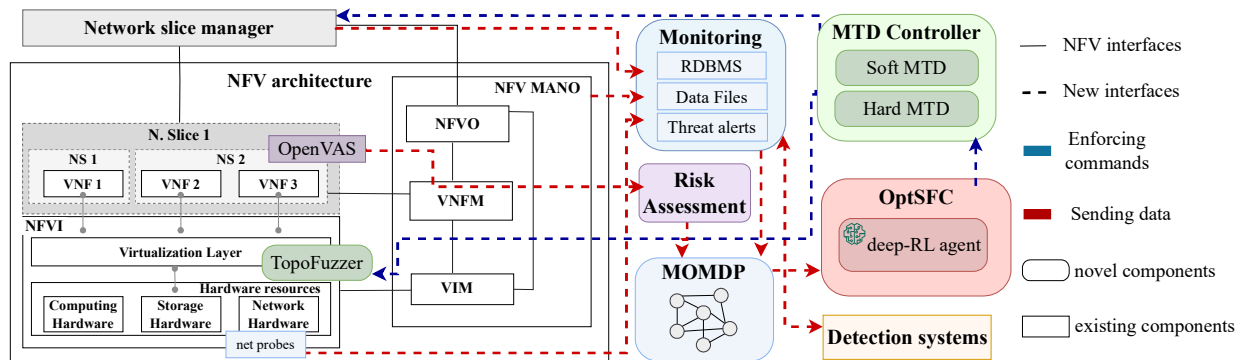 Network slice manager
NFV architecture
NFV MANO
N. Slice 1
OpenVAS
NS 1
NS 2
VNF 1
VNF 2
VNF 3
NFVO
VNFM
VIM
NFVI
Virtualization Layer
TopoFuzzer
Hardware resources
Computing
Hardware
Storage
Hardware
Network
Hardware
net probes
Monitoring
RDBMS
Data Files
Threat alerts
Risk
Assessment
MOMDP
MTD Controller
Soft MTD
Hard MTD
OptSFC
deep-RL agent
Detection systems
NFV interfaces
New interfaces
Enforcing
commands
Sending data
novel components
existing components